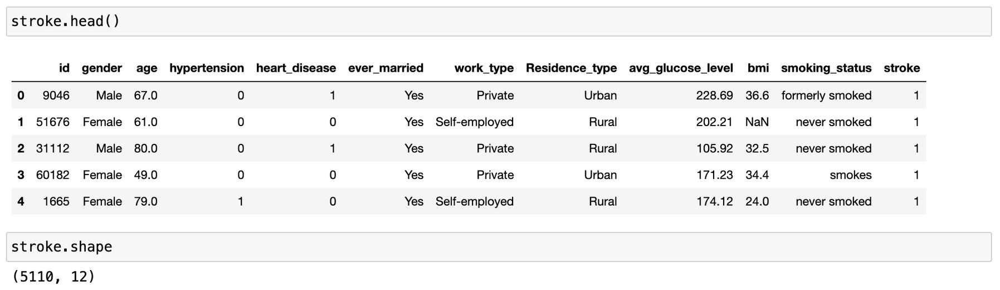 stroke.head()
id gender age hypertension heart_disease ever_married work_type Residence_type avg_glucose_level bmi smoking_status stroke
0 9046 Male 67.0 0 1 Yes Private Urban 228.69 36.6 formerly smoked 1
1 51676 Female 61.0 0 0 Yes Self-employed Rural 202.21 NaN never smoked 1
2 31112 Male 80.0 0 1 Yes Private Rural 105.92 32.5 never smoked 1
3 60182 Female 49.0 0 0 Yes Private Urban 171.23 34.4 smokes 1
4 1665 Female 79.0 1 0 Yes Self-employed Rural 174.12 24.0 never smoked 1
stroke.shape
(5110, 12)